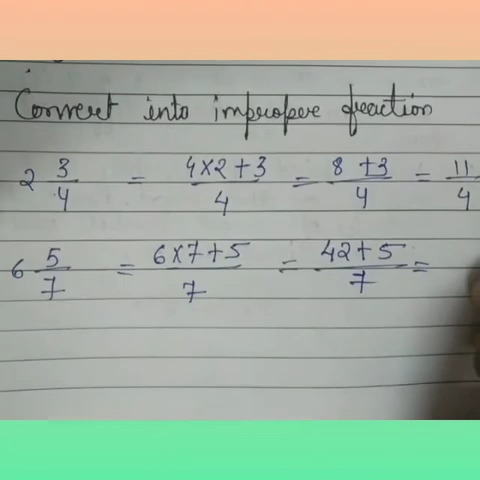 Convert into improper fraction
2 3/4 = 4×2+3/4 = 8+3/4 = 11/4
6 5/7 = 6×7+5/7 = 42+5/7 =